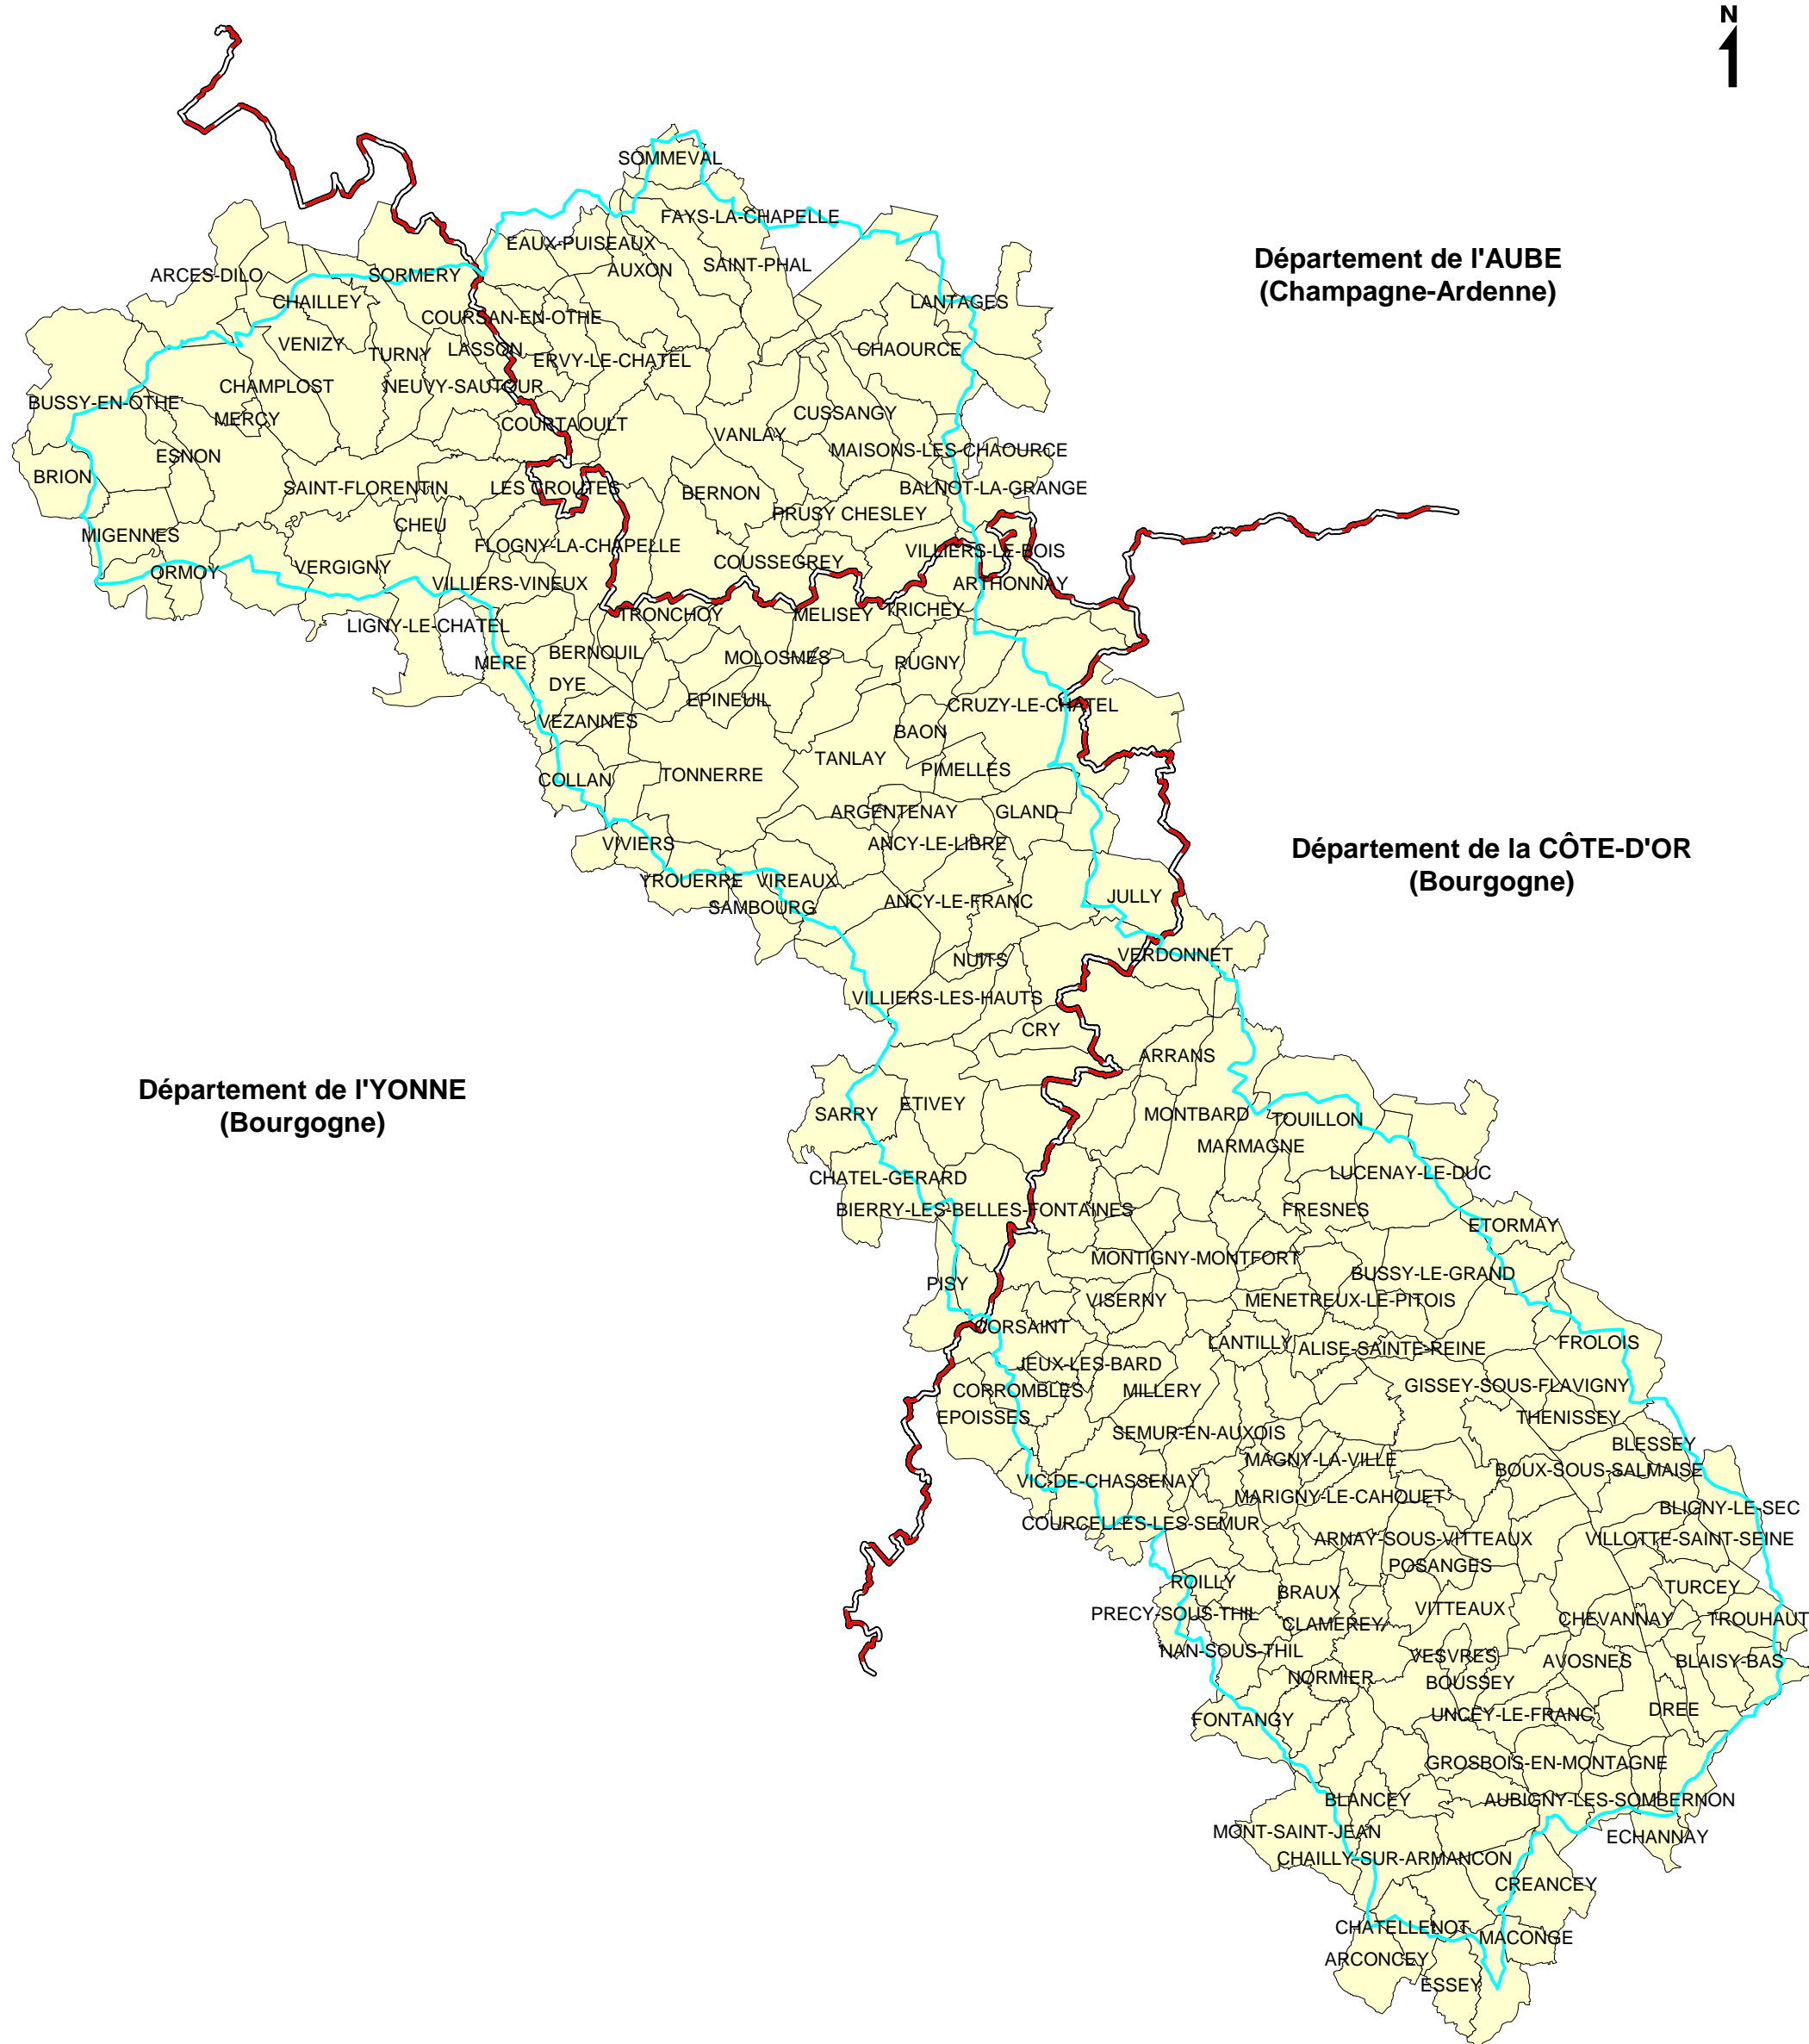 N
SOMMEVAL
FAYS-LA-CHAPELLE
EAUX-PUISEAUX
AUXON
SAINT-PHAL
Département de l'AUBE
(Champagne-Ardenne)
ARCES-DILO
SORMERY
CHAILLEY
LANTAGES
COURSAN-EN-OTHE
VENIZY
TURNY
LASSON
ERVY-LE-CHATEL
CHAOURCE
CHAMPLOST
NEUVY-SAUTOUR
BUSSY-EN-OTHE
MERCY
CUSSANGY
COURTAOULT
VANLAY
MAISONS-LES-CHAOURCE
ESNON
BRION
SAINT-FLORENTIN
LES CROUTES
BERNON
BALNOT-LA-GRANGE
PRUSY CHESLEY
CHEU
MIGENNES
FLOGNY-LA-CHAPELLE
VILLIERS-LE-BOIS
COUSSEGREY
ORMOY
VERGIGNY
VILLIERS-VINEUX
ARTHONNAY
TRONCHOY
MELISEY
TRICHEY
LIGNY-LE-CHATEL
BERNOUIL
MOLOSMES
MERE
RUGNY
DYE
EPINEUIL
CRUZY-LE-CHATEL
VEZANNES
BAON
TANLAY
PIMELLES
COLLAN
TONNERRE
ARGENTENAY
GLAND
VIVIERS
ANCY-LE-LIBRE
Département de la CÔTE-D'OR
(Bourgogne)
YROUERRE
VIREAUX
JULLY
SAMBOURG
ANCY-LE-FRANC
VERDONNET
NUITS
VILLIERS-LES-HAUTS
CRY
ARRANS
Département de l'YONNE
(Bourgogne)
SARRY
ETIVEY
MONTBARD
TOUILLON
MARMAGNE
LUCENAY-LE-DUC
CHATEL-GERARD
BIERRY-LES-BELLES-FONTAINES
FRESNES
ETORMAY
MONTIGNY-MONTFORT
BUSSY-LE-GRAND
PISY
VISERNY
MENETREUX-LE-PITOIS
CORSAINT
LANTILLY
ALISE-SAINTE-REINE
FROLOIS
JEUX-LES-BARD
CORROMBLES
MILLERY
GISSEY-SOUS-FLAVIGNY
EPOISSES
THENISSEY
SEMUR-EN-AUXOIS
BLESSEY
MAGNY-LA-VILLE
BOUX-SOUS-SALMAISE
VIC-DE-CHASSENAY
MARIGNY-LE-CAHOUET
BLIGNY-LE-SEC
COURCELLES-LES-SEMUR
ARNAY-SOUS-VITTEAUX
VILLOTTE-SAINT-SEINE
POSANGES
ROILLY
BRAUX
TURCEY
PRECY-SOUS-THIL
CLAMEREY
VITTEAUX
CHEVANNAY
TROUHAUT
NAN-SOUS-THIL
VESVRES
AVOSNES
BLAISY-BAS
NORMIER
BOUSSEY
FONTANGY
UNCEY-LE-FRANC
DREE
GROSBOIS-EN-MONTAGNE
BLANCEY
AUBIGNY-LES-SOMBERNON
MONT-SAINT-JEAN
ECHANNAY
CHAILLY-SUR-ARMANCON
CREANCEY
CHATELLENOT
MACONGE
ARCONCEY
ESSEY